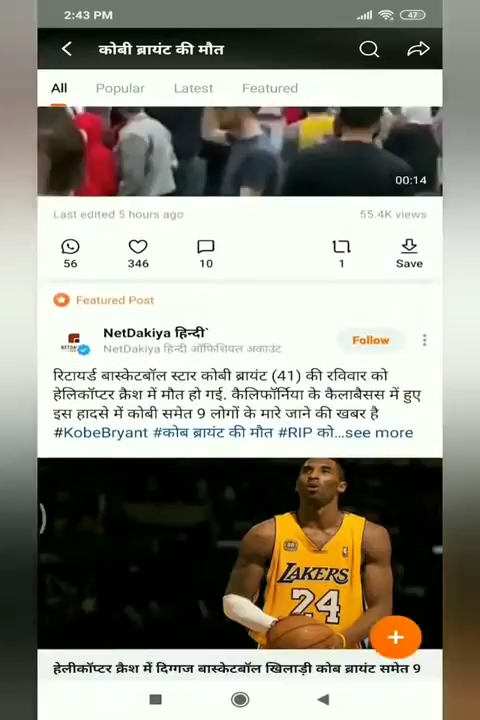 2:43 PM
47
कोबी ब्रायंट की मौत
All Popular Latest Featured
00:14
Last edited 5 hours ago 55.4K views
56 346 10 1 Save
Featured Post
NetDakiya हिन्दी`
Follow
NetDakiya हिन्दी ऑफिशियल अकाउंट
रिटायर्ड बास्केटबॉल स्टार कोबी ब्रायंट (41) की रविवार को
हेलिकॉप्टर क्रैश में मौत हो गई. कैलिफॉर्निया के कैलाबैसस में हुए
इस हादसे में कोबी समेत 9 लोगों के मारे जाने की खबर है
#KobeBryant #कोब ब्रायंट की मौत #RIP को...see more
LAKERS
24
हेलीकॉप्टर क्रैश में दिग्गज बास्केटबॉल खिलाड़ी कोब ब्रायंट समेत 9